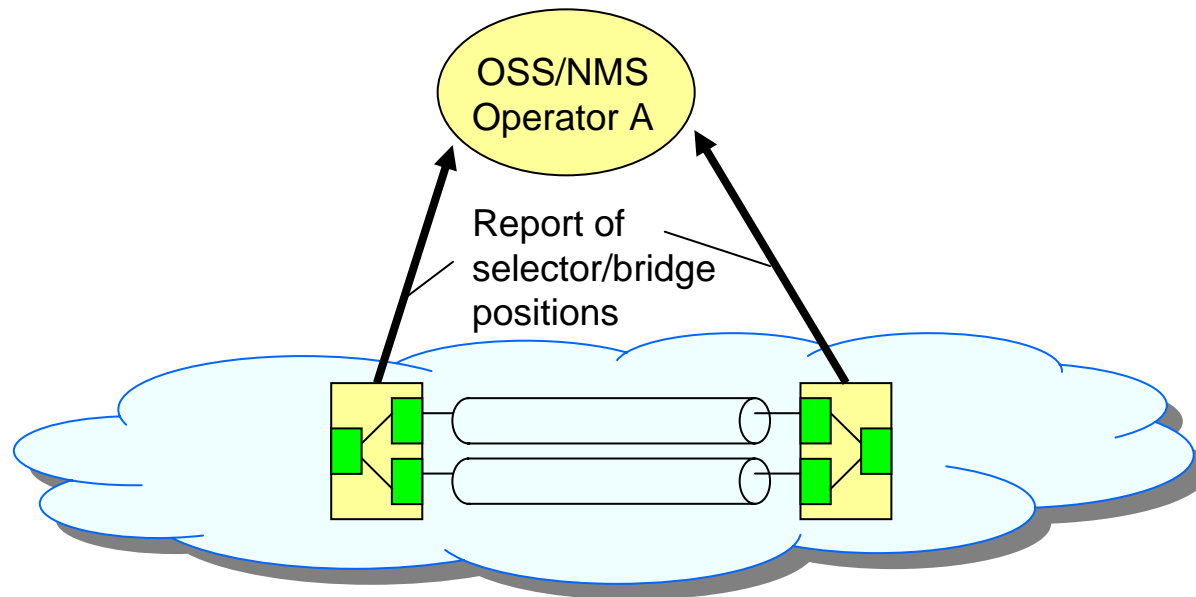 OSS/NMS
Operator A
Report of
selector/bridge
positions